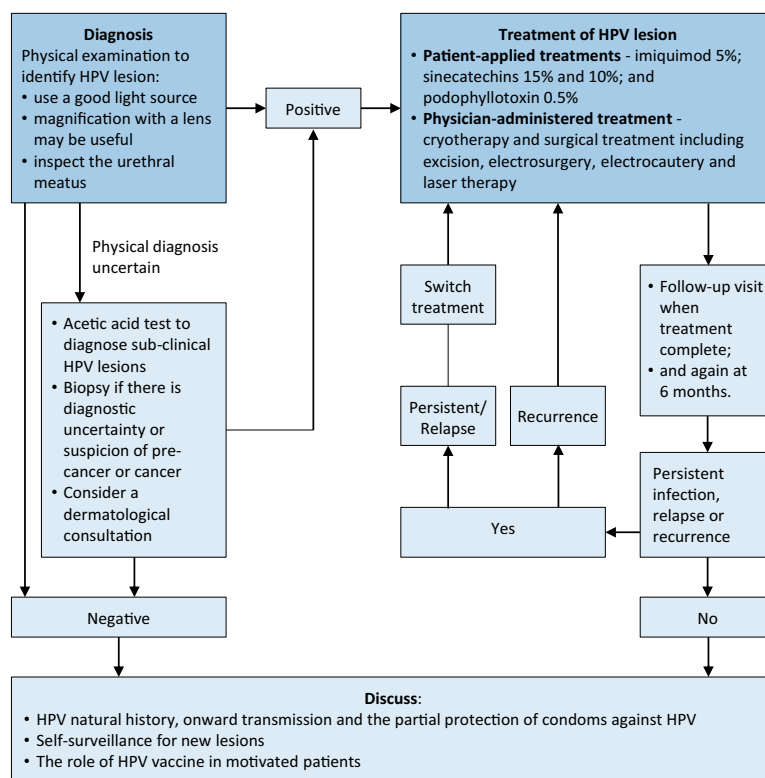 Diagnosis
Physical examination to
identify HPV lesion:
• use a good light source
• magnification with a lens
may be useful
• inspect the urethral
meatus
Positive
Treatment of HPV lesion
• Patient-applied treatments - imiquimod 5%;
sinecatechins 15% and 10%; and
podophyllotoxin 0.5%
• Physician-administered treatment -
cryotherapy and surgical treatment including
excision, electrosurgery, electrocautery and
laser therapy
Physical diagnosis
uncertain
• Acetic acid test to
diagnose sub-clinical
HPV lesions
• Biopsy if there is
diagnostic
uncertainty or
suspicion of pre-
cancer or cancer
• Consider a
dermatological
consultation
Switch
treatment
Persistent/
Relapse
Recurrence
• Follow-up visit
when
treatment
complete;
• and again at
6 months.
Persistent
infection,
relapse or
recurrence
Yes
Negative
No
Discuss:
• HPV natural history, onward transmission and the partial protection of condoms against HPV
• Self-surveillance for new lesions
• The role of HPV vaccine in motivated patients